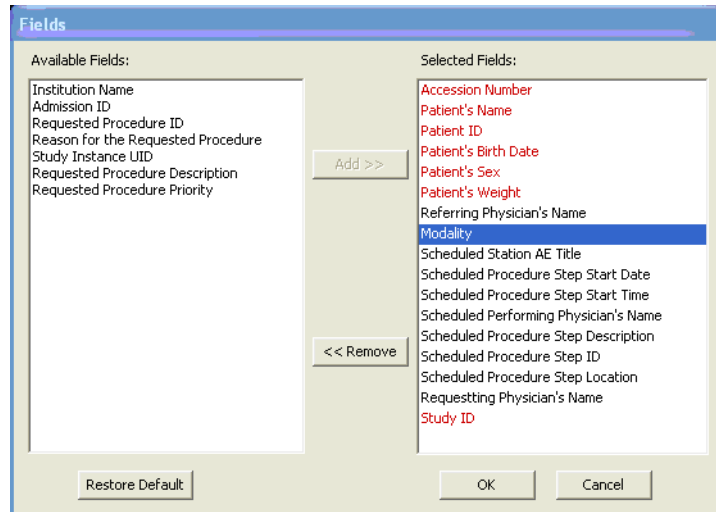 Fields
Available Fields:
Institution Name
Admission ID
Requested Procedure ID
Reason for the Requested Procedure
Study Instance UID
Requested Procedure Description
Requested Procedure Priority
Add >>
<< Remove
Selected Fields:
Accession Number
Patient's Name
Patient ID
Patient's Birth Date
Patient's Sex
Patient's Weight
Referring Physician's Name
Modality
Scheduled Station AE Title
Scheduled Procedure Step Start Date
Scheduled Procedure Step Start Time
Scheduled Performing Physician's Name
Scheduled Procedure Step Description
Scheduled Procedure Step ID
Scheduled Procedure Step Location
Requestting Physician's Name
Study ID
Restore Default
OK
Cancel